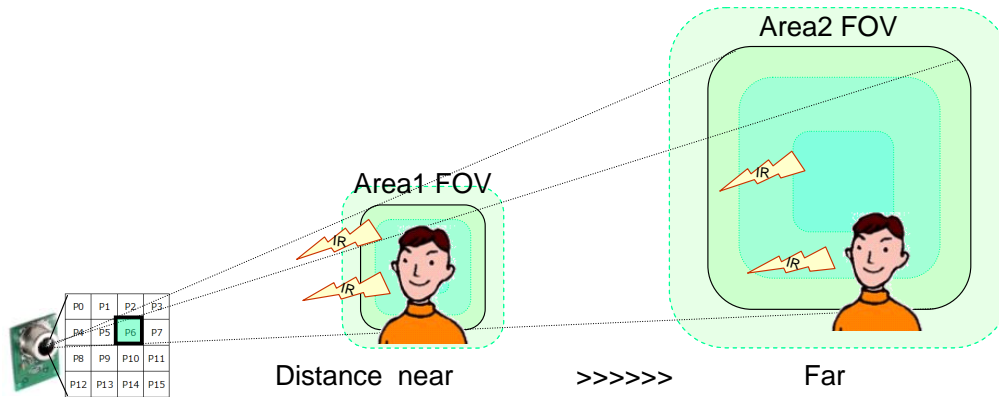 Area2 FOV
IR
Area1 FOV
IR
IR
IR
P0 P1 P2 P3
P4 P5 P6 P7
P8 P9 P10 P11
P12 P13 P14 P15
Distance near >>>>>> Far